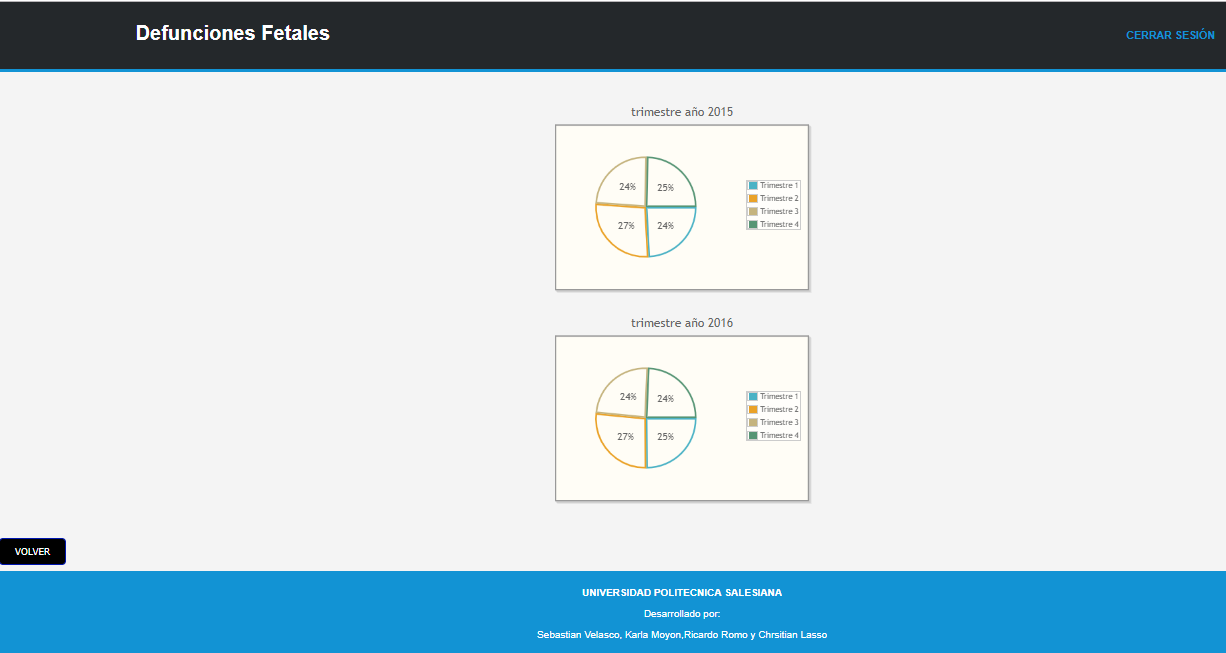 Defunciones Fetales
CERRAR SESIÓN
trimestre año 2015
24%
25%
27%
24%
Trimestre 1
Trimestre 2
Trimestre 3
Trimestre 4
trimestre año 2016
24%
24%
27%
25%
Trimestre 1
Trimestre 2
Trimestre 3
Trimestre 4
VOLVER
UNIVERSIDAD POLITECNICA SALESIANA
Desarrollado por:
Sebastian Velasco, Karla Moyon,Ricardo Romo y Chrsitian Lasso